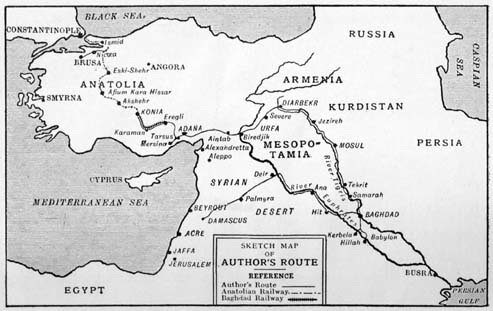 BLACK SEA.
CONSTANTINOPLE
RUSSIA
CASPIAN
SEA
Ismid
Nicæa
BRUSA
Eski-Shehr
ANGORA
ARMENIA
ANATOLIA
Afium Kara Hissar
SMYRNA
Akshehr
KONIA
Eregli
Karaman
Tarsus
Mersina
ADANA
Aintab
Biredjik
URFA
Severe
DIARBEKR
KURDISTAN
Jezireh
PERSIA
Alexandretta
Aleppo
MESOPO-
TAMIA
MOSUL
CYPRUS
SYRIAN
Deir
River Tigris
Tekrit
Samarah
MEDITERRANEAN SEA
Palmyra
River
Ana
Euphrates
BEYROUT
DAMASCUS
DESERT
Hit
BAGHDAD
ACRE
Kerbela
Hillah
Babylon
JAFFA
JERUSALEM
BUSRA
EGYPT
PERSIAN
GULF
SKETCH MAP
OF
AUTHOR'S ROUTE
REFERENCE
Author's Route
Anatolian Railway
Baghdad Railway